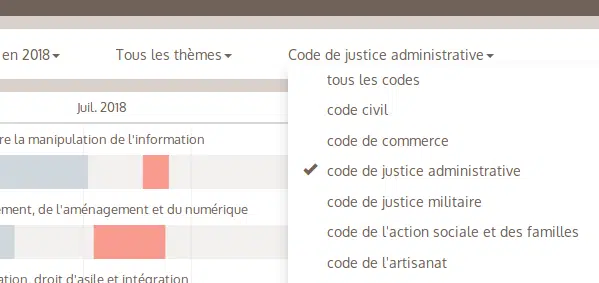 en 2018 Tous les thèmes Code de justice administrative
tous les codes
Juil. 2018
code civil
re la manipulation de l'information
code de commerce
code de justice administrative
code de justice militaire
ement, de l'aménagement et du numérique
code de l'action sociale et des familles
code de l'artisanat
ation, droit d'asile et intégration